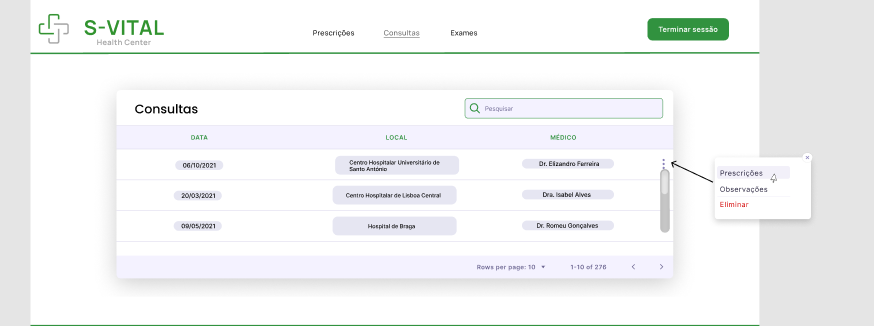 S-VITAL
Health Center
Prescrições
Consultas
Exames
Terminar sessão
Consultas
Pesquisar
DATA
LOCAL
MÉDICO
06/10/2021
Centro Hospitalar Universitário de
Santo António
Dr. Elizandro Ferreira
20/03/2021
Centro Hospitalar de Lisboa Central
Dra. Isabel Alves
09/05/2021
Hospital de Braga
Dr. Romeu Gonçalves
Rows per page: 10
1-10 of 276
Prescrições
Observações
Eliminar